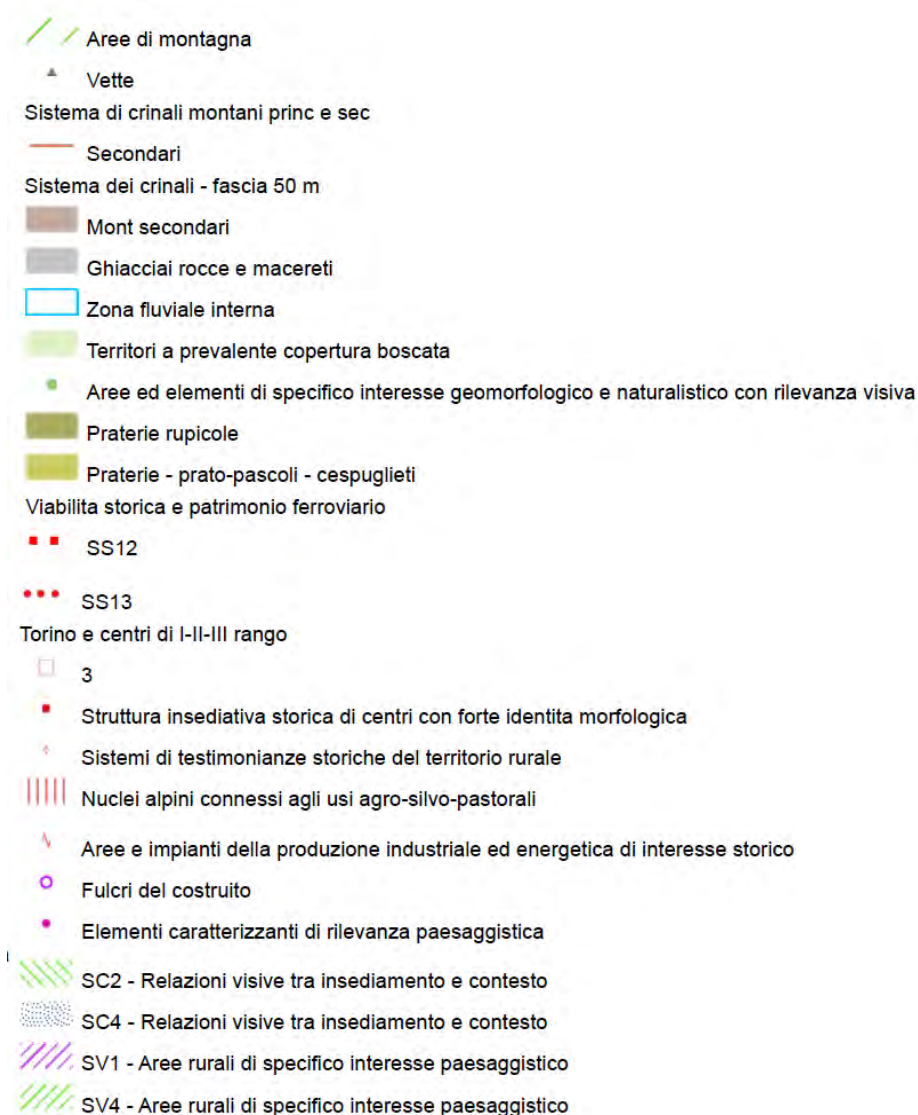 Aree di montagna
Vette
Sistema di crinali montani princ e sec
Secondari
Sistema dei crinali - fascia 50 m
Mont secondari
Ghiacciai rocce e macereti
Zona fluviale interna
Territori a prevalente copertura boscata
Aree ed elementi di specifico interesse geomorfologico e naturalistico con rilevanza visiva
Praterie rupicole
Praterie - prato-pascoli - cespuglieti
Viabilita storica e patrimonio ferroviario
SS12
SS13
Torino e centri di I-II-III rango
3
Struttura insediativa storica di centri con forte identita morfologica
Sistemi di testimonianze storiche del territorio rurale
Nuclei alpini connessi agli usi agro-silvo-pastorali
Aree e impianti della produzione industriale ed energetica di interesse storico
Fulcri del costruito
Elementi caratterizzanti di rilevanza paesaggistica
SC2 - Relazioni visive tra insediamento e contesto
SC4 - Relazioni visive tra insediamento e contesto
SV1 - Aree rurali di specifico interesse paesaggistico
SV4 - Aree rurali di specifico interesse paesaggistico